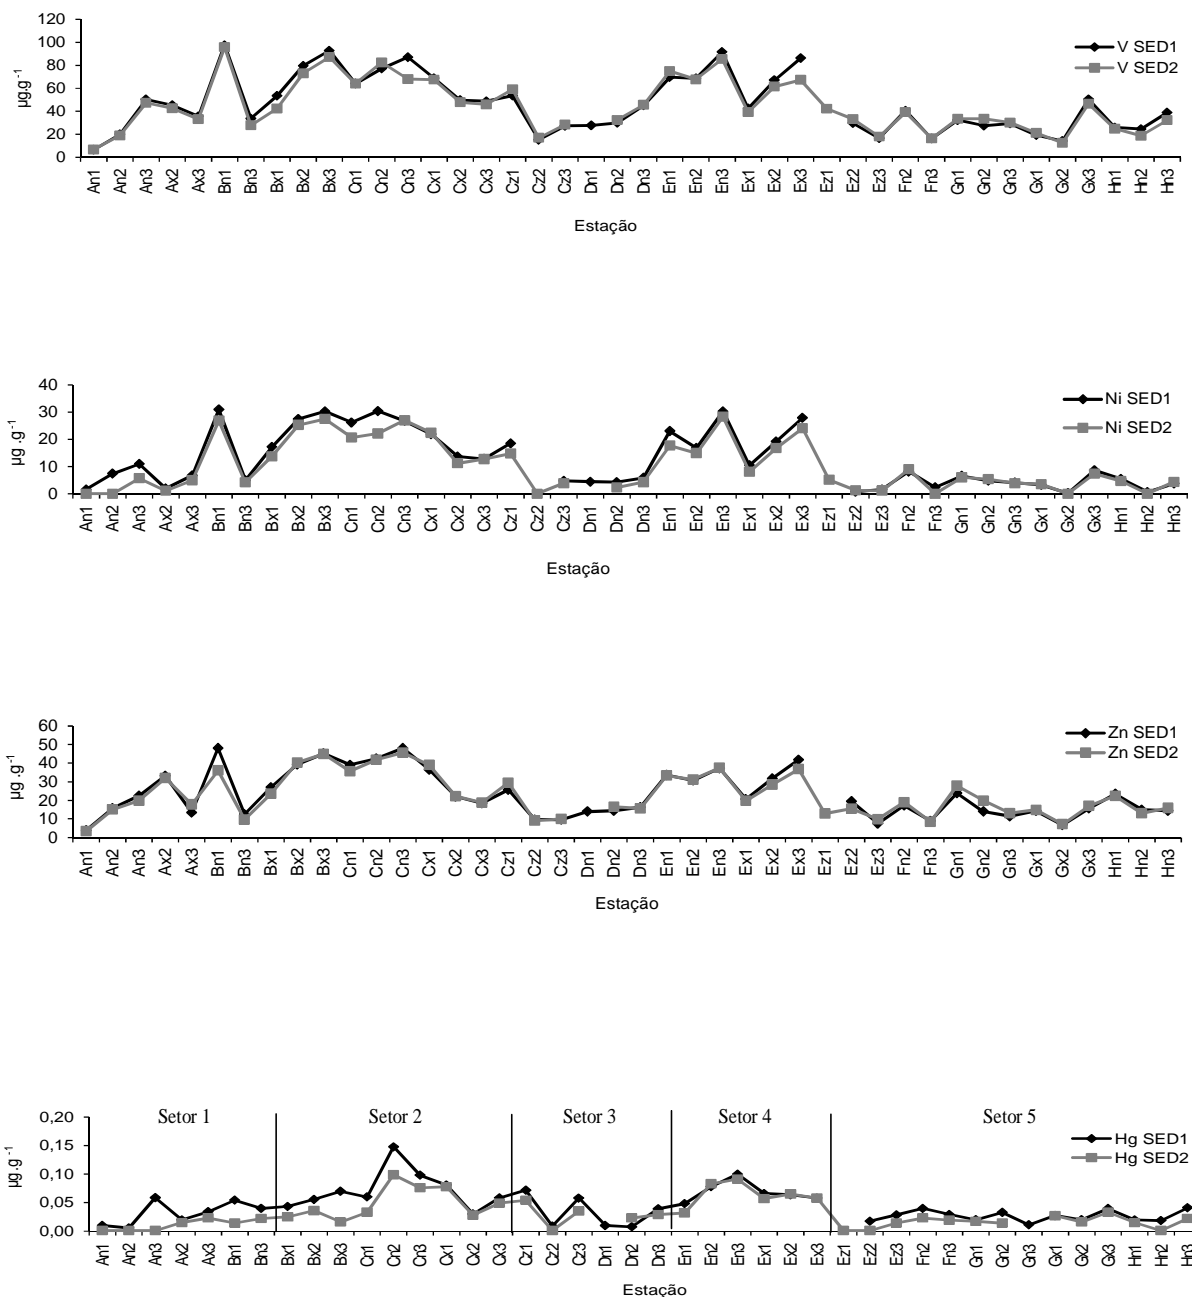 120
100
80
60
40
20
0
µg.g-1
V SED1
V SED2
An1 An2 An3 Ax2 Ax3 Bn1 Bn3 Bx1 Bx2 Bx3 Cn1 Cn2 Cn3 Cx1 Cx2 Cx3 Cz1 Cz2 Cz3 Dn1 Dn2 Dn3 En1 En2 En3 Ex1 Ex2 Ex3 Ez1 Ez2 Ez3 Fn2 Fn3 Gn1 Gn2 Gn3 Gx1 Gx2 Gx3 Hn1 Hn2 Hn3
Estação
40
30
20
10
0
µg.g-1
Ni SED1
Ni SED2
An1 An2 An3 Ax2 Ax3 Bn1 Bn3 Bx1 Bx2 Bx3 Cn1 Cn2 Cn3 Cx1 Cx2 Cx3 Cz1 Cz2 Cz3 Dn1 Dn2 Dn3 En1 En2 En3 Ex1 Ex2 Ex3 Ez1 Ez2 Ez3 Fn2 Fn3 Gn1 Gn2 Gn3 Gx1 Gx2 Gx3 Hn1 Hn2 Hn3
Estação
60
50
40
30
20
10
0
µg.g-1
Zn SED1
Zn SED2
An1 An2 An3 Ax2 Ax3 Bn1 Bn3 Bx1 Bx2 Bx3 Cn1 Cn2 Cn3 Cx1 Cx2 Cx3 Cz1 Cz2 Cz3 Dn1 Dn2 Dn3 En1 En2 En3 Ex1 Ex2 Ex3 Ez1 Ez2 Ez3 Fn2 Fn3 Gn1 Gn2 Gn3 Gx1 Gx2 Gx3 Hn1 Hn2 Hn3
Estação
Setor 1 Setor 2 Setor 3 Setor 4 Setor 5
0,20
0,15
0,10
0,05
0,00
µg.g-1
Hg SED1
Hg SED2
An1 An2 An3 Ax2 Ax3 Bn1 Bn3 Bx1 Bx2 Bx3 Cn1 Cn2 Cn3 Cx1 Cx2 Cx3 Cz1 Cz2 Cz3 Dn1 Dn2 Dn3 En1 En2 En3 Ex1 Ex2 Ex3 Ez1 Ez2 Ez3 Fn2 Fn3 Gn1 Gn2 Gn3 Gx1 Gx2 Gx3 Hn1 Hn2 Hn3
Estação